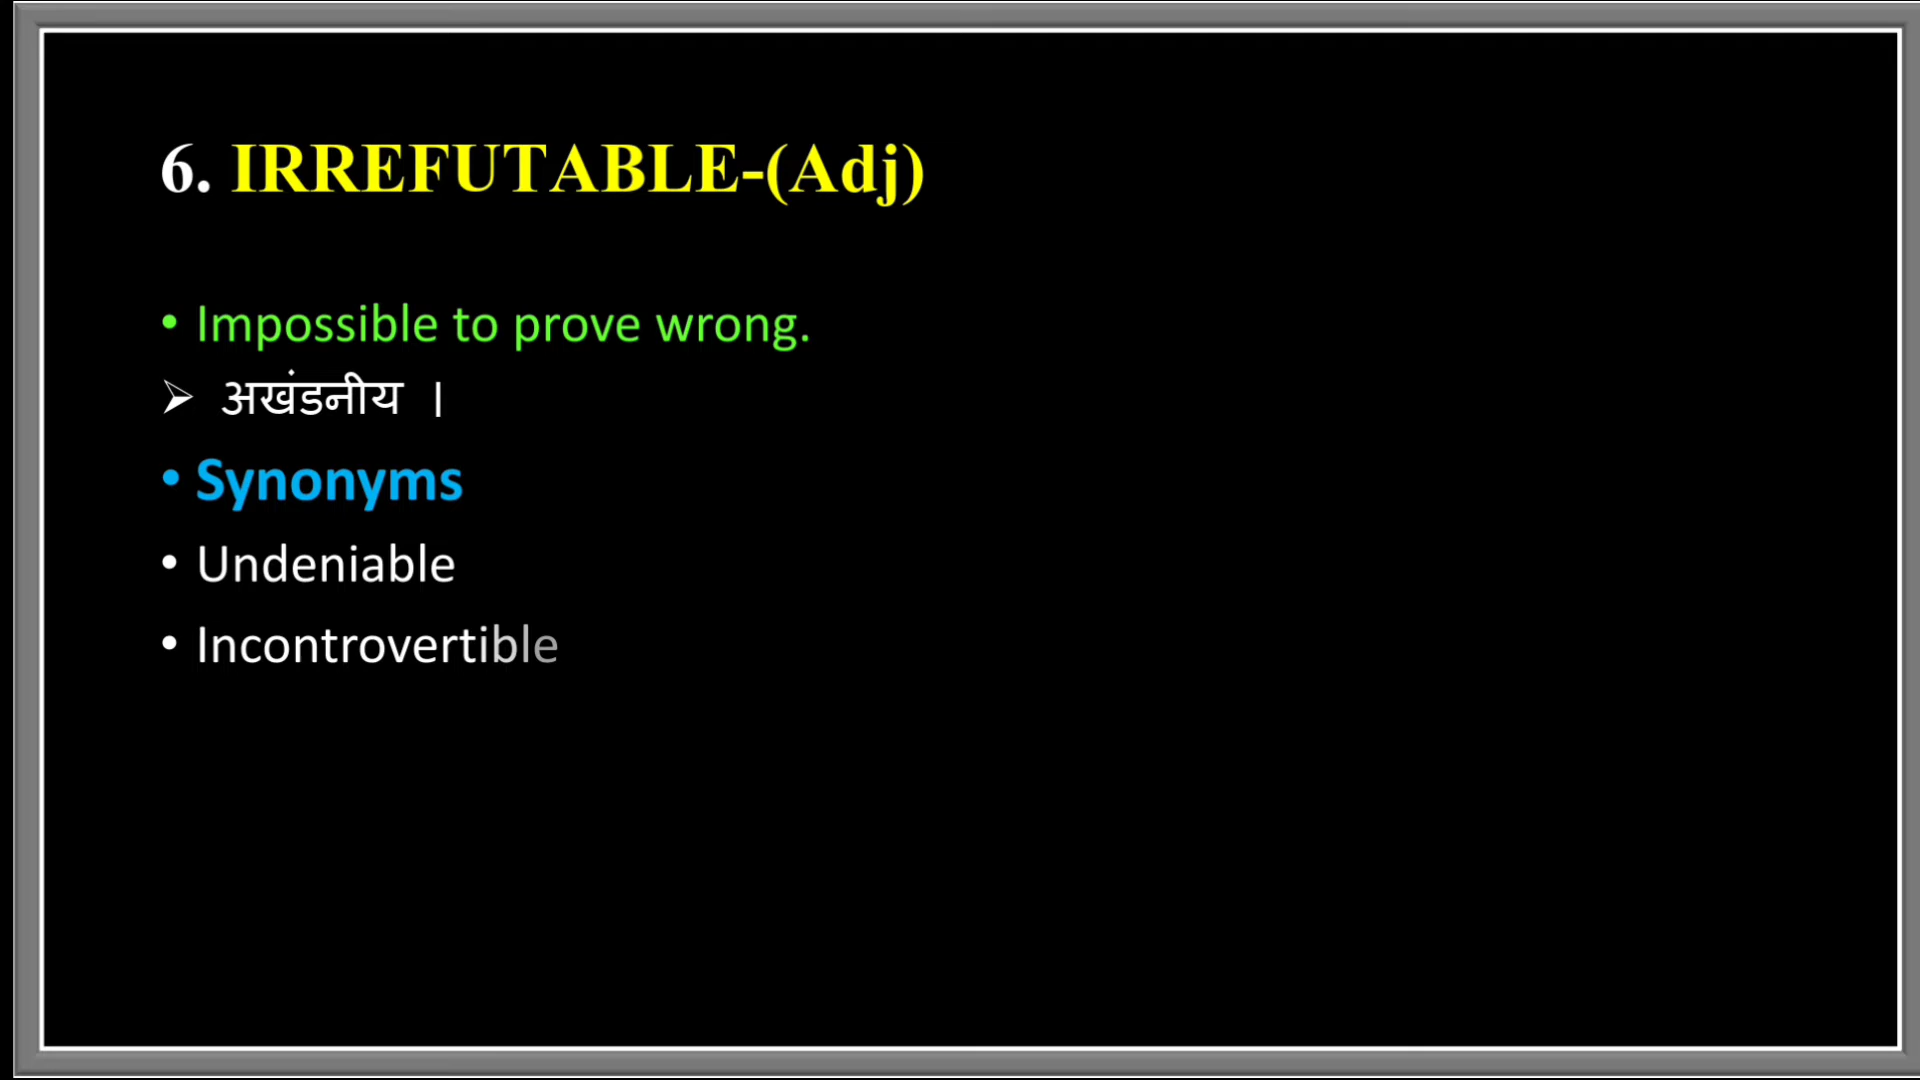 6. IRREFUTABLE-(Adj)
• Impossible to prove wrong.
➢ अखंडनीय ।
• Synonyms
• Undeniable
• Incontrovertible